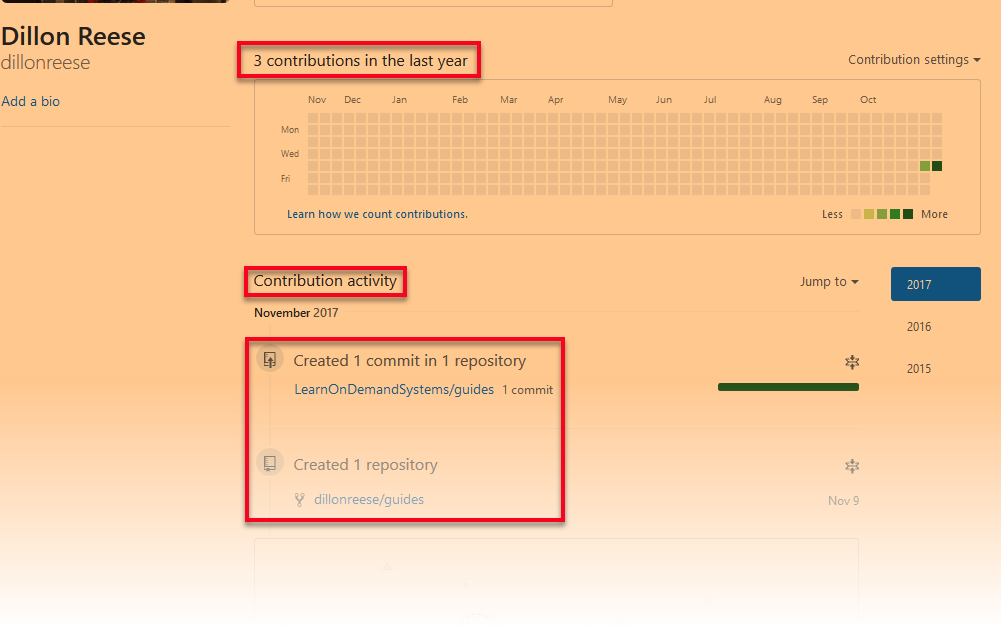 Dillon Reese
dillonreese
Add a bio
3 contributions in the last year
Contribution settings
Nov Dec Jan Feb Mar Apr May Jun Jul Aug Sep Oct
Mon
Wed
Fri
Learn how we count contributions.
Less More
Contribution activity
Jump to
2017
2016
2015
November 2017
Created 1 commit in 1 repository
LearnOnDemandSystems/guides 1 commit
Created 1 repository
dillonreese/guides
Nov 9